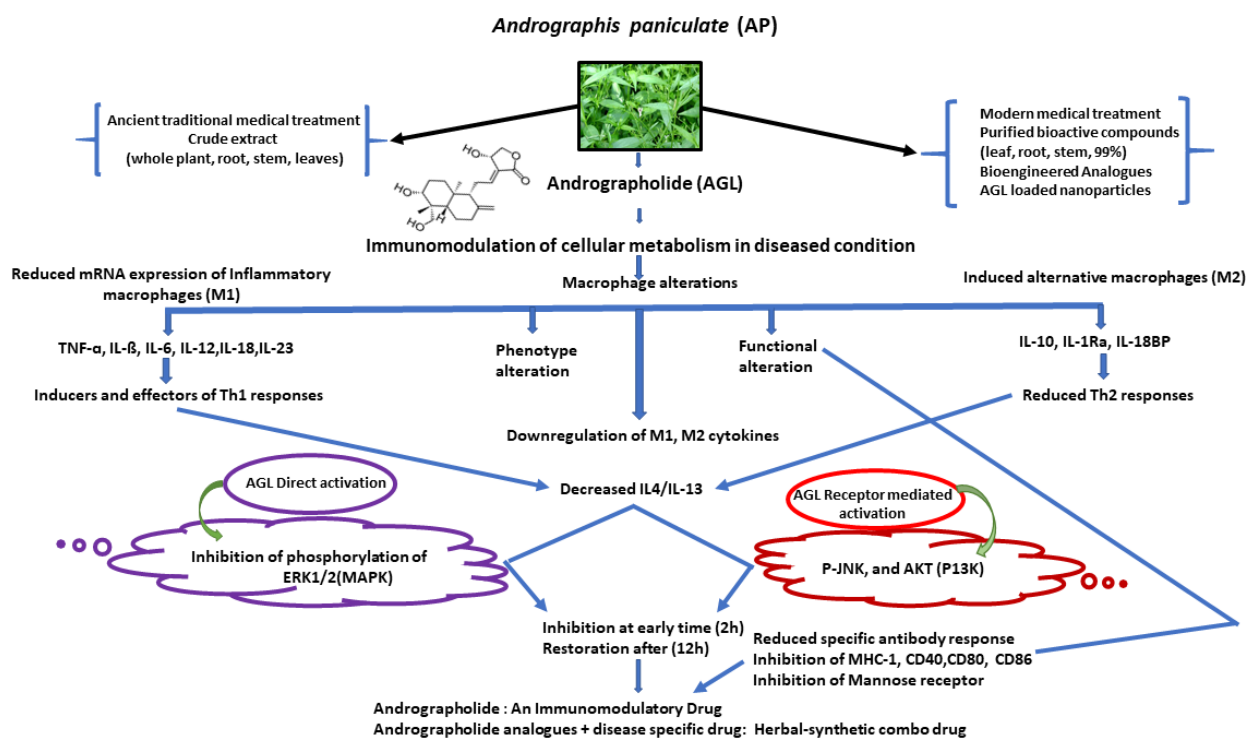 Andrographis paniculate (AP)
Ancient traditional medical treatment
Crude extract
(whole plant, root, stem, leaves)
Modern medical treatment
Purified bioactive compounds
(leaf, root, stem, 99%)
Bioengineered Analogues
AGL loaded nanoparticles
HO
O
O
HO
HO
H
Andrographolide (AGL)
Immunomodulation of cellular metabolism in diseased condition
Reduced mRNA expression of Inflammatory
macrophages (M1)
Macrophage alterations
Induced alternative macrophages (M2)
TNF-α, IL-ß, IL-6, IL-12,IL-18,IL-23
Phenotype
alteration
Functional
alteration
IL-10, IL-1Ra, IL-18BP
Inducers and effectors of Th1 responses
Reduced Th2 responses
Downregulation of M1, M2 cytokines
AGL Direct activation
Decreased IL4/IL-13
AGL Receptor mediated
activation
Inhibition of phosphorylation of
ERK1/2(MAPK)
P-JNK, and AKT (P13K)
Inhibition at early time (2h)
Restoration after (12h)
Reduced specific antibody response
Inhibition of MHC-1, CD40,CD80, CD86
Inhibition of Mannose receptor
Andrographolide : An Immunomodulatory Drug
Andrographolide analogues + disease specific drug: Herbal-synthetic combo drug